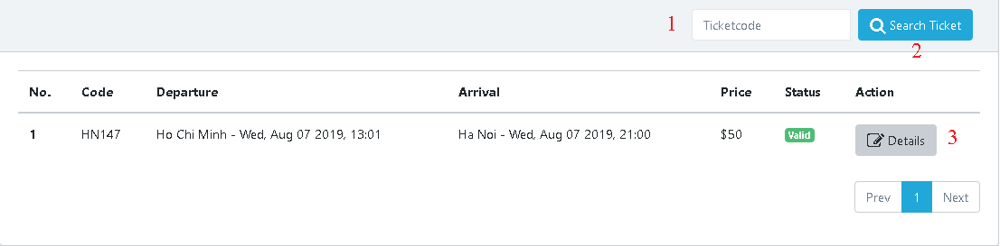 1 Ticketcode Search Ticket
2
No. Code Departure Arrival Price Status Action
1 HN147 Ho Chi Minh - Wed, Aug 07 2019, 13:01 Ha Noi - Wed, Aug 07 2019, 21:00 $50 Valid Details 3
Prev 1 Next